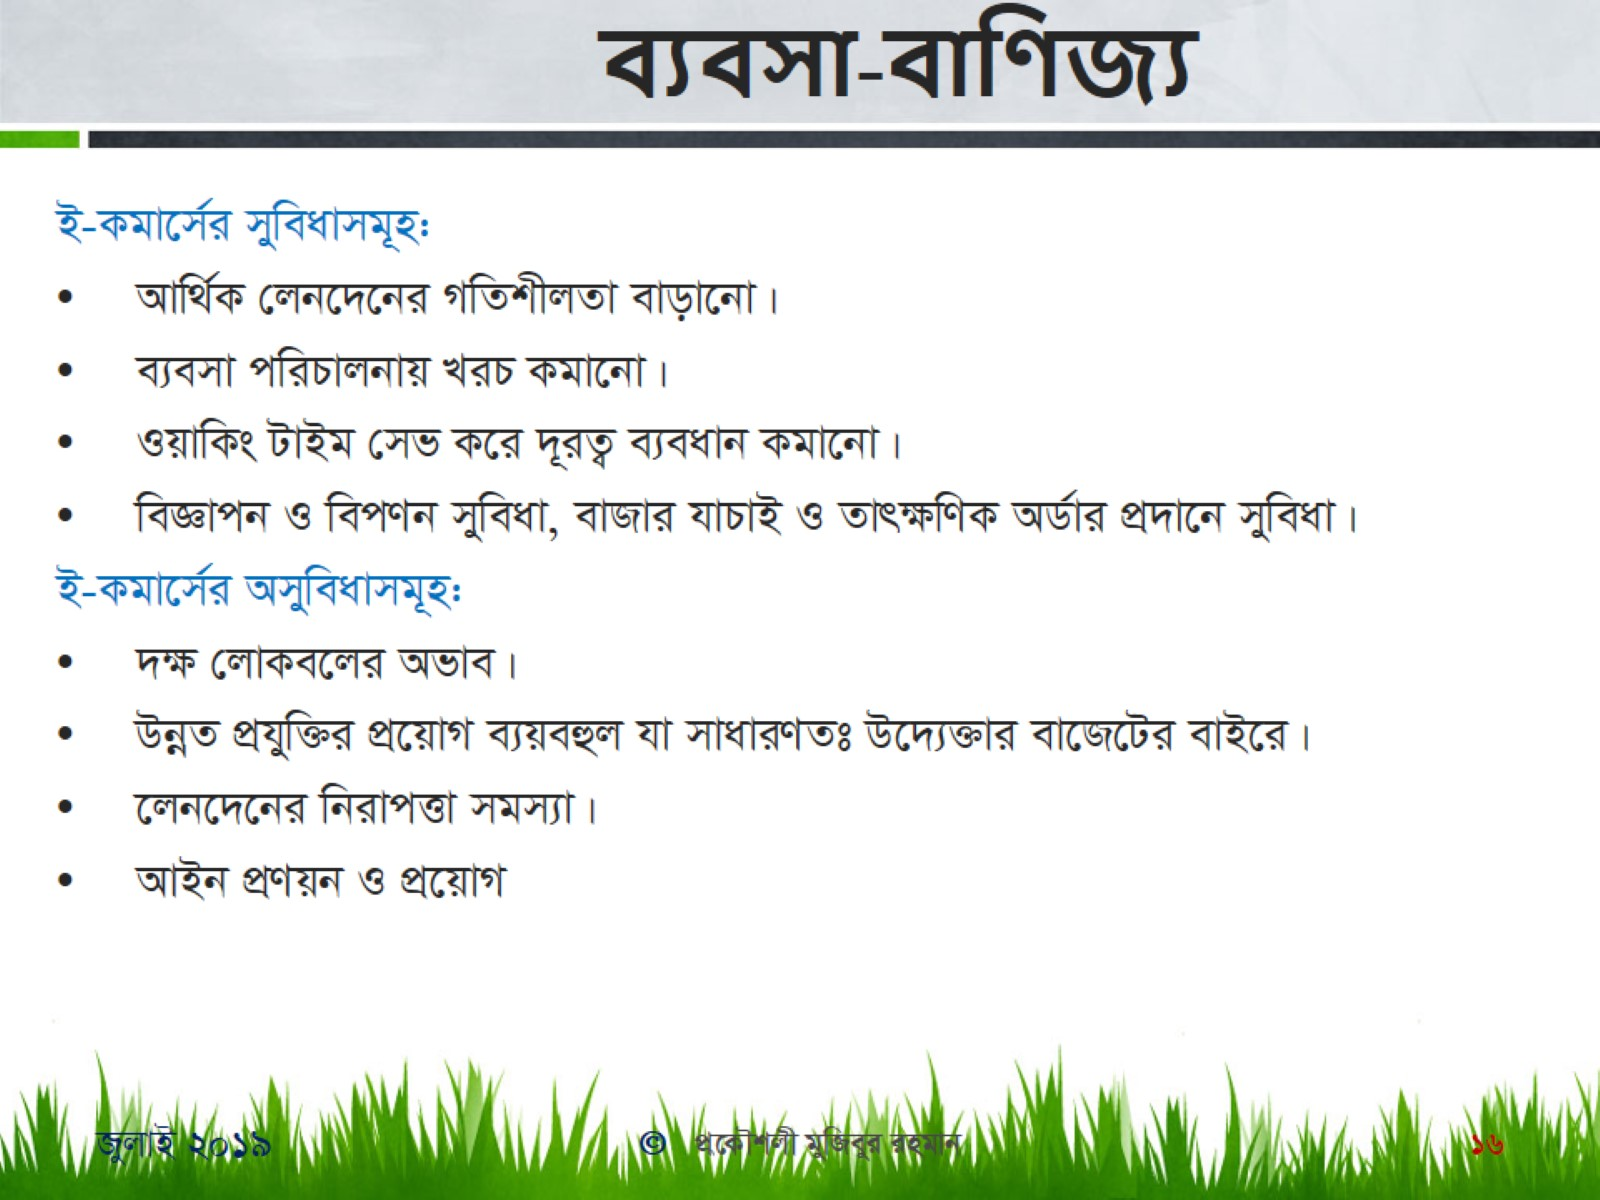 ব্যবসা-বাণিজ্য
ই-কমার্সের সুবিধাসমূহঃ
• আর্থিক লেনদেনের গতিশীলতা বাড়ানো।
• ব্যবসা পরিচালনায় খরচ কমানো।
• ওয়াকিং টাইম সেভ করে দূরত্ব ব্যবধান কমানো।
• বিজ্ঞাপন ও বিপণন সুবিধা, বাজার যাচাই ও তাৎক্ষণিক অর্ডার প্রদানে সুবিধা।
ই-কমার্সের অসুবিধাসমূহঃ
• দক্ষ লোকবলের অভাব।
• উন্নত প্রযুক্তির প্রয়োগ ব্যয়বহুল যা সাধারণতঃ উদ্যেক্তার বাজেটের বাইরে।
• লেনদেনের নিরাপত্তা সমস্যা।
• আইন প্রণয়ন ও প্রয়োগ
জুলাই ২০১৯ © প্রকৌশলী মুজিবুর রহমান ১৬